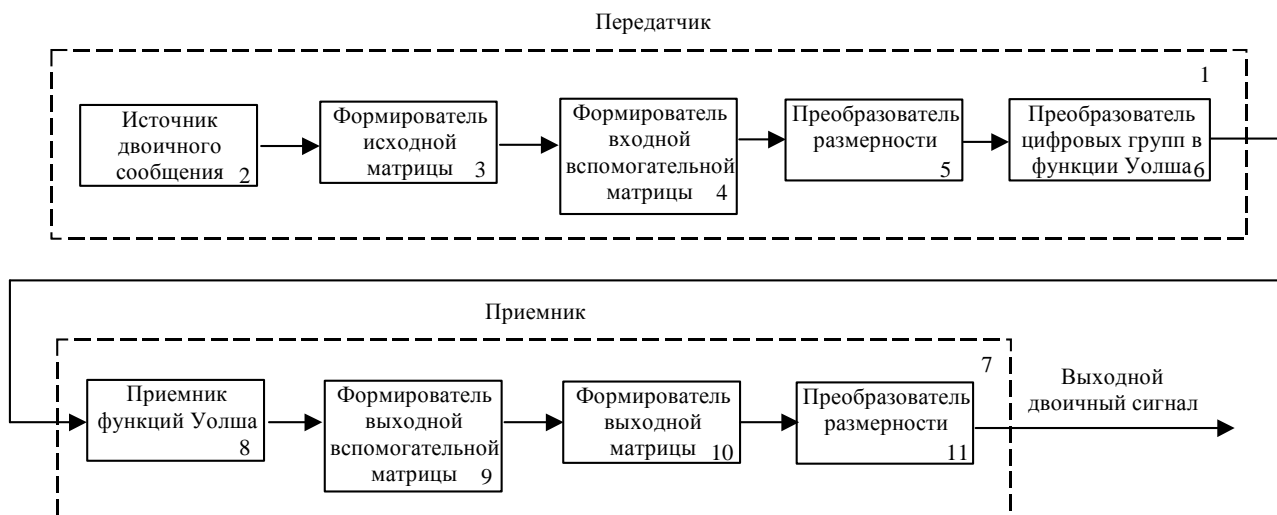 Передатчик
1
Источник
двоичного
сообщения 2
Формирователь
исходной
матрицы 3
Формирователь
входной
вспомогательной
матрицы 4
Преобразователь
размерности
5
Преобразователь
цифровых групп в
функции Уолша 6
Приемник
7
Приемник
функций Уолша
8
Формирователь
выходной
вспомогательной
матрицы 9
Формирователь
выходной
матрицы 10
Преобразователь
размерности
11
Выходной
двоичный сигнал